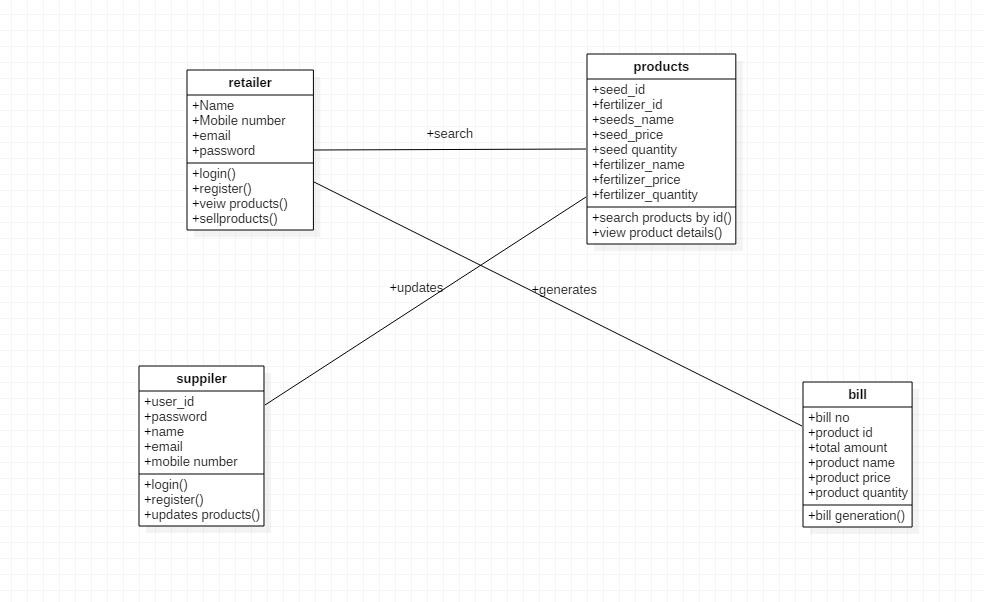 retailer
+Name
+Mobile number
+email
+password
+login()
+register()
+veiw products()
+sellproducts()
+search
products
+seed_id
+fertilizer_id
+seeds_name
+seed_price
+seed quantity
+fertilizer_name
+fertilizer_price
+fertilizer_quantity
+search products by id()
+view product details()
+updates
+generates
suppiler
+user_id
+password
+name
+email
+mobile number
+login()
+register()
+updates products()
bill
+bill no
+product id
+total amount
+product name
+product price
+product quantity
+bill generation()